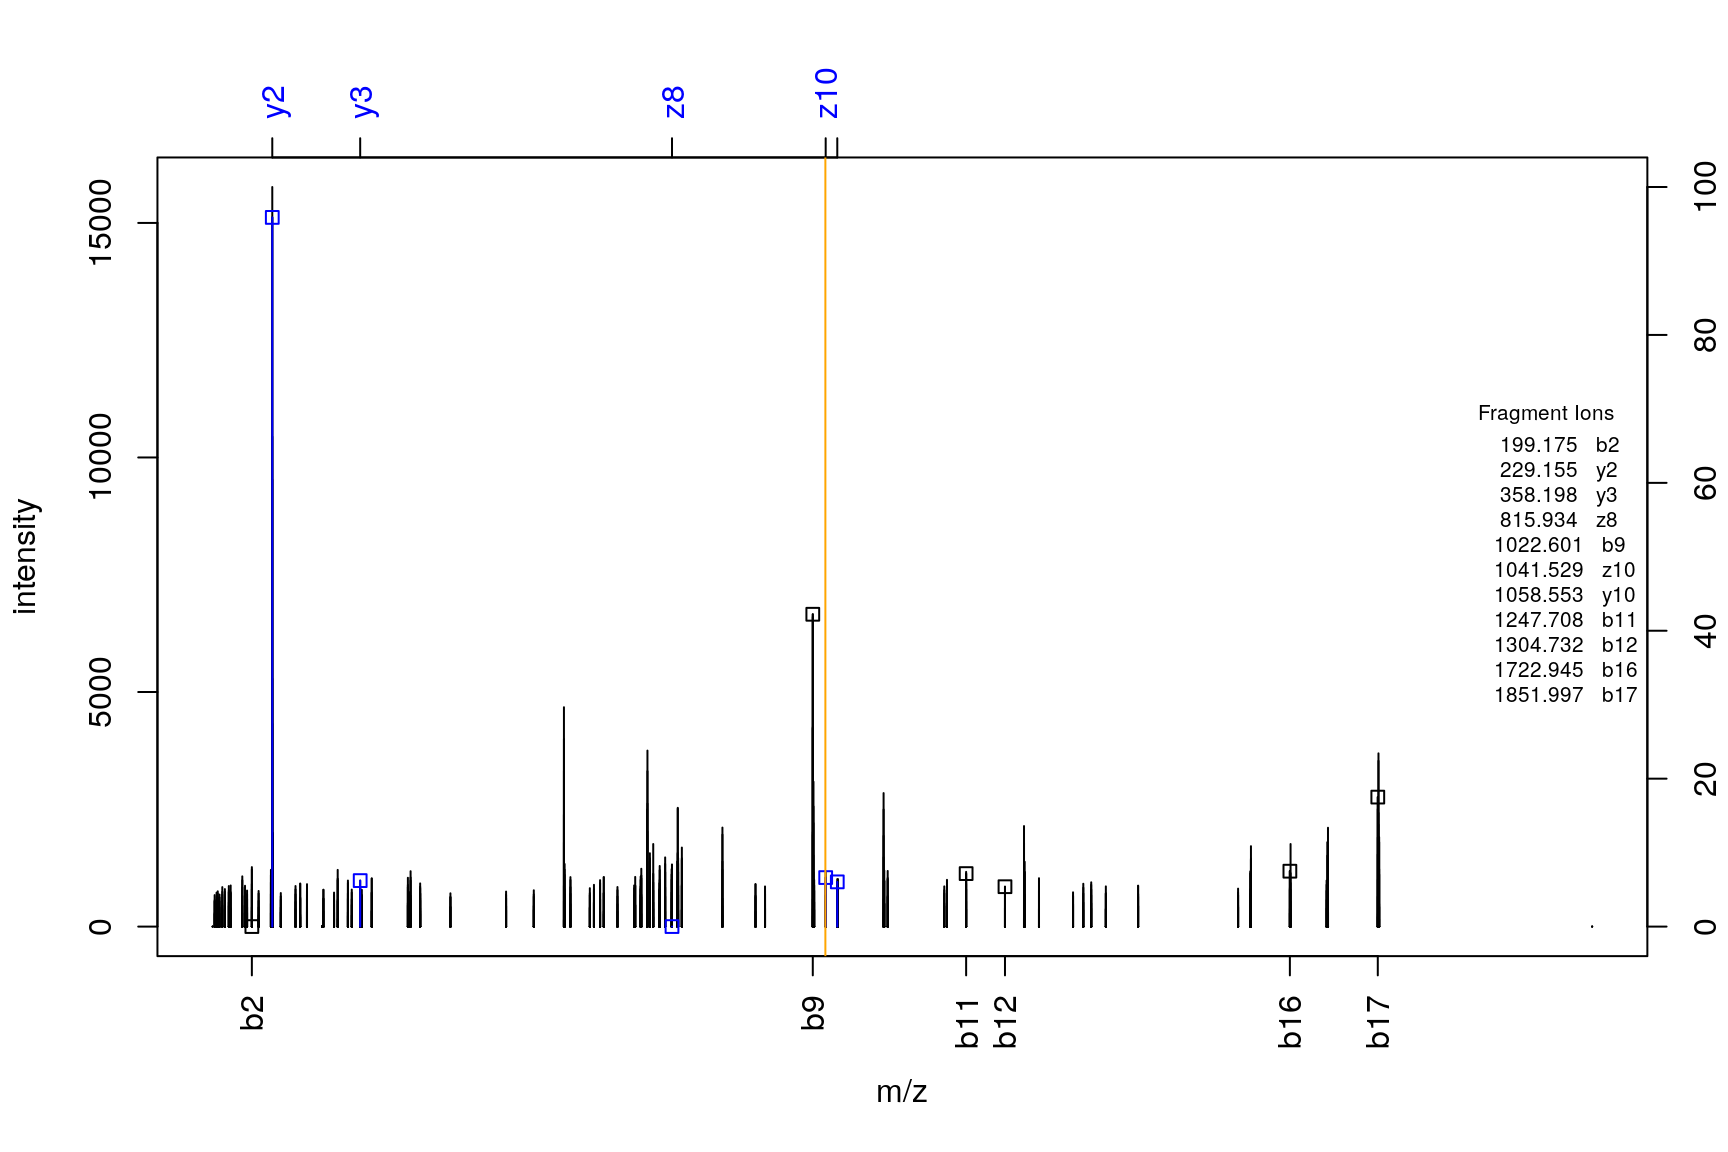 y2 y3 z8 z10
15000
10000
5000
0
intensity
100
80
60
40
20
0
Fragment Ions
199.175 b2
229.155 y2
358.198 y3
815.934 z8
1022.601 b9
1041.529 z10
1058.553 y10
1247.708 b11
1304.732 b12
1722.945 b16
1851.997 b17
b2 b9 b11 b12 b16 b17
m/z